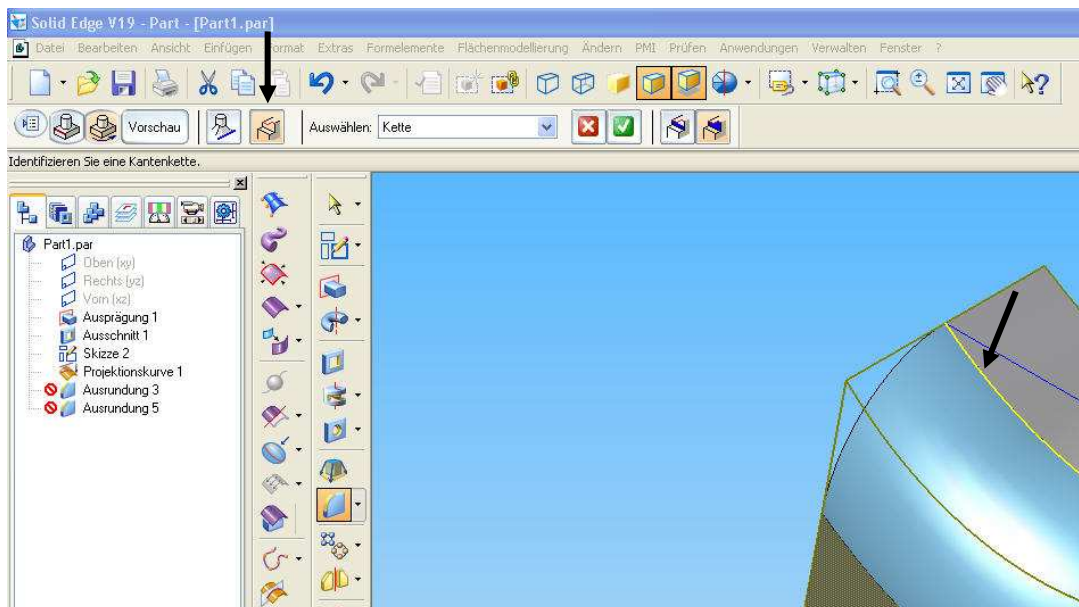 Solid Edge V19 - Part - [Part1.par]
Datei Bearbeiten Ansicht Einfügen Format Extras Formelemente Flächenmodellierung Ändern PMI Prüfen Anwendungen Verwalten Fenster ?
Vorschau Auswählen: Kette
Identifizieren Sie eine Kantenkette.
Part1.par
Oben (xy)
Rechts (yz)
Vorn (xz)
Ausprägung 1
Ausschnitt 1
Skizze 2
Projektionskurve 1
Ausrundung 3
Ausrundung 5